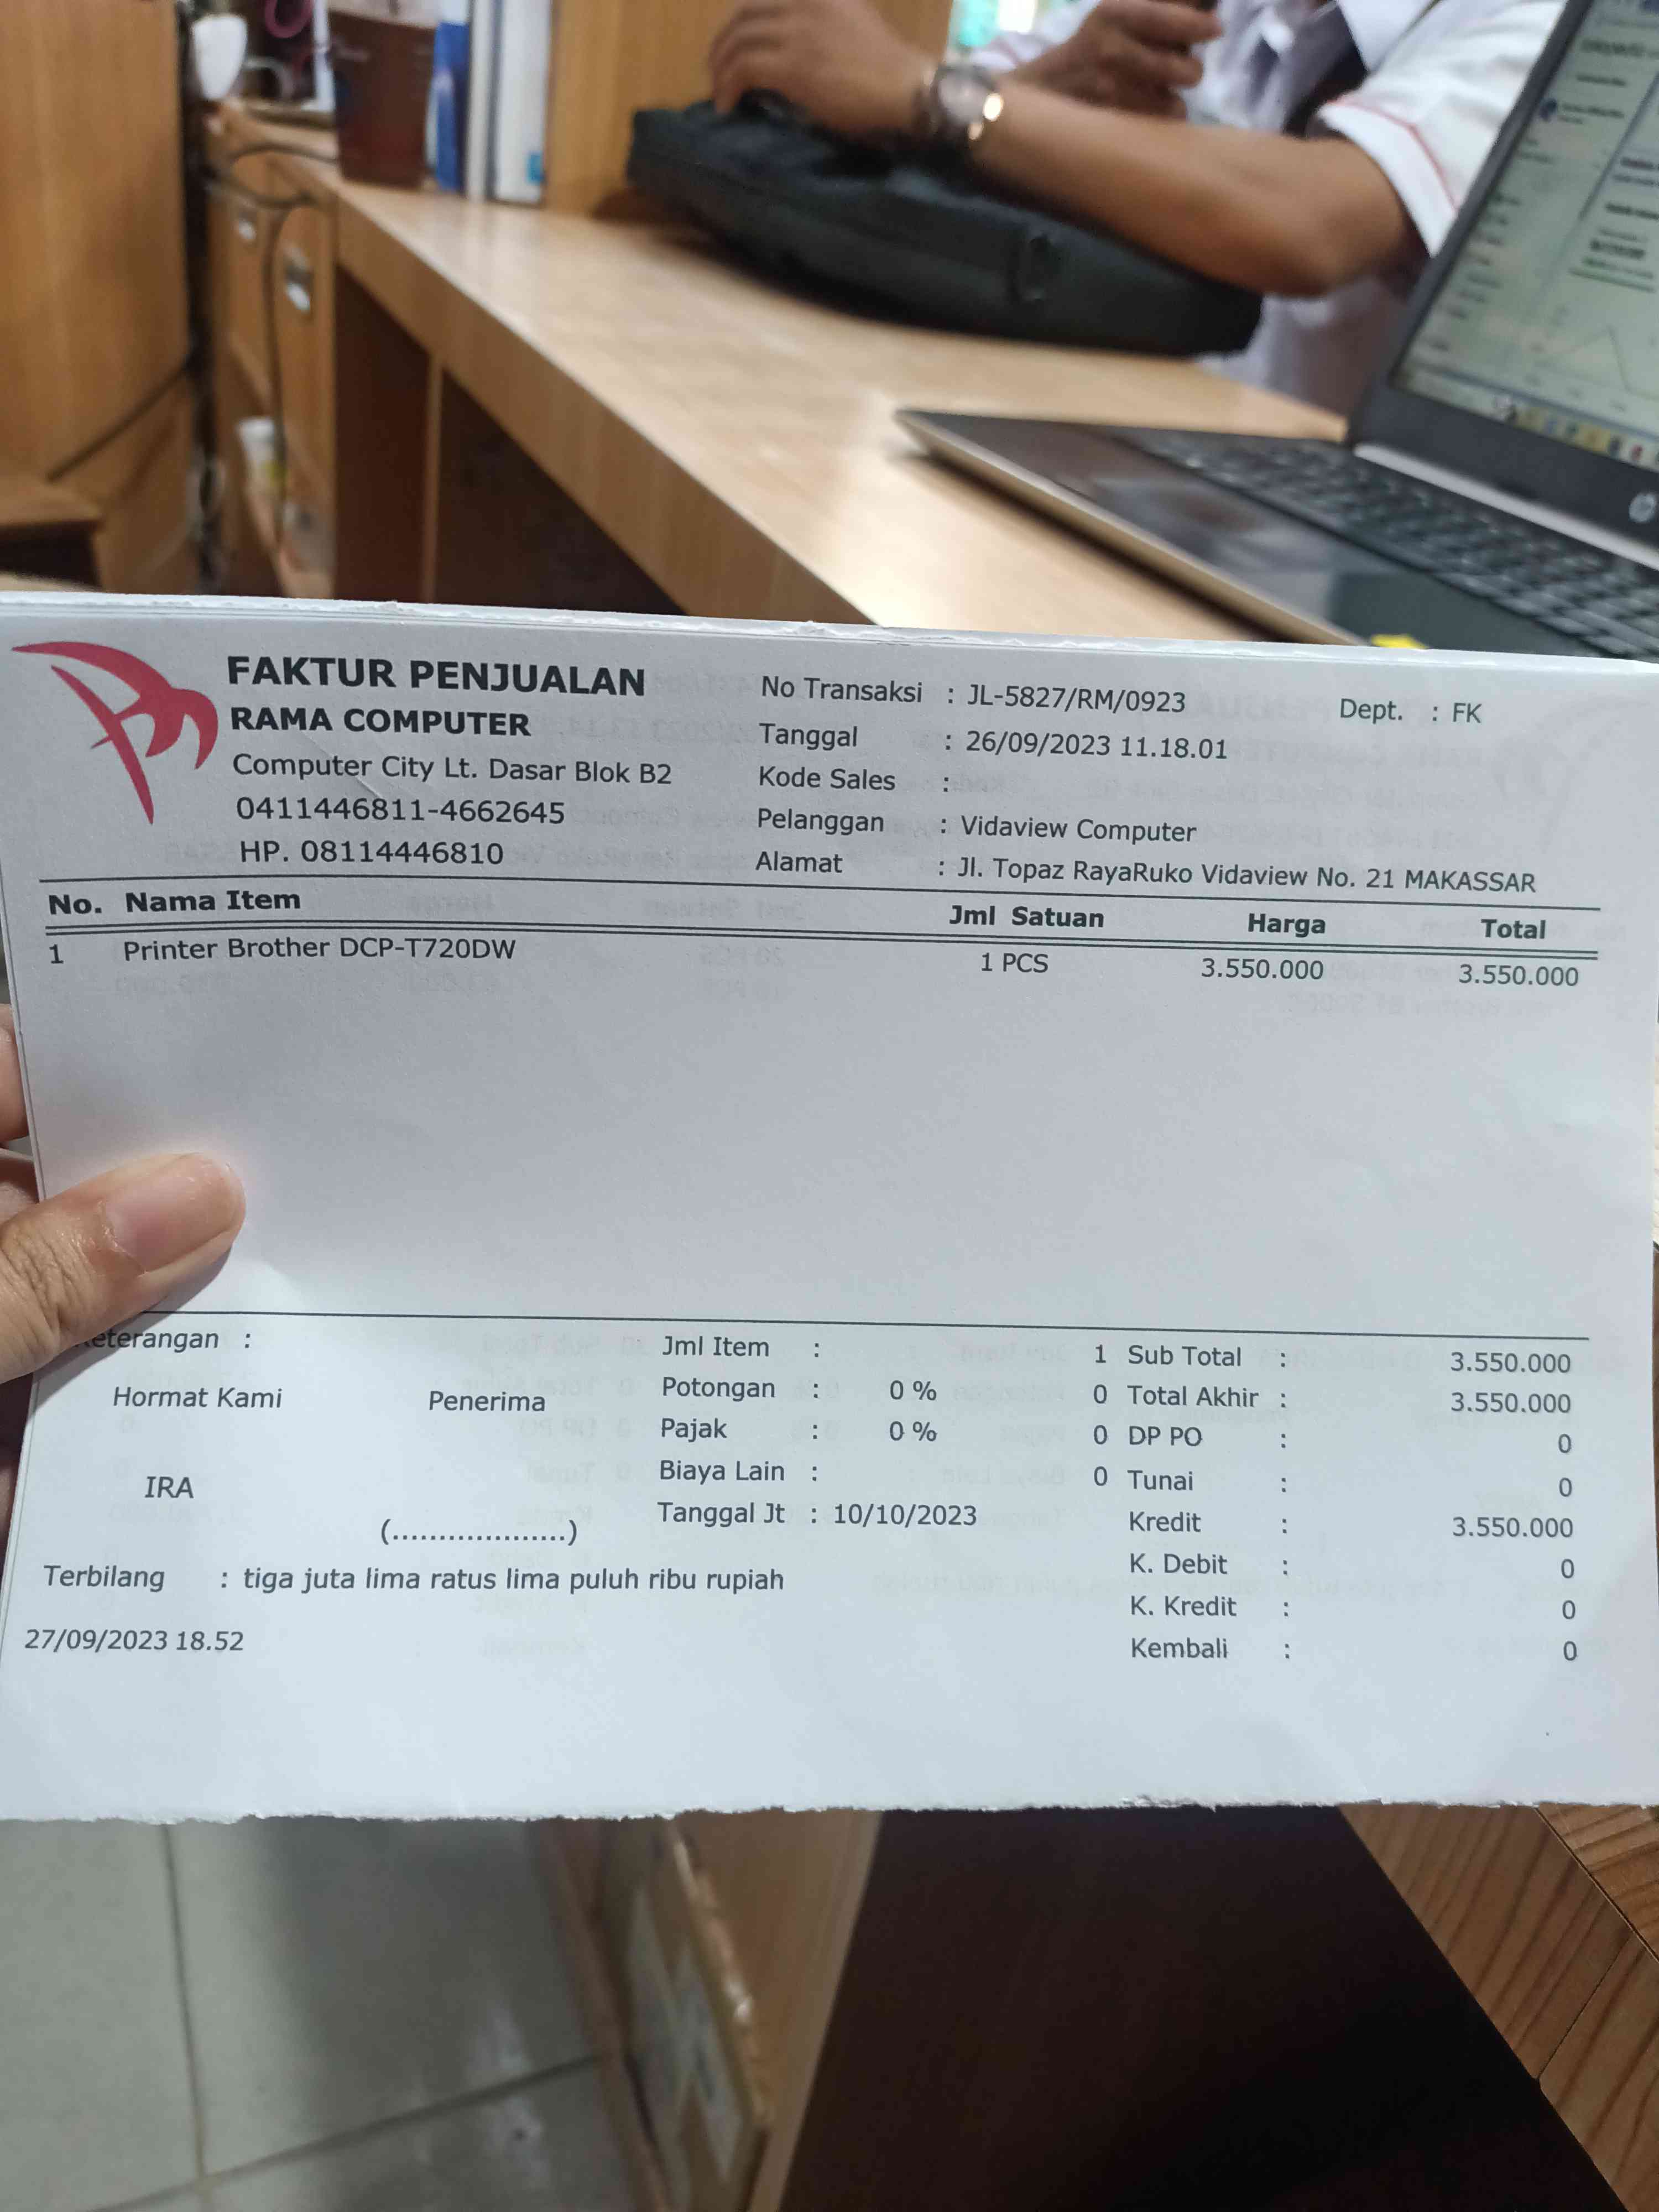 FAKTUR PENJUALAN
RAMA COMPUTER
Computer City Lt. Dasar Blok B2
0411446811-4662645
HP. 08114446810
No Transaksi : JL-5827/RM/0923
Dept. : FK
Tanggal : 26/09/2023 11.18.01
Kode Sales :
Pelanggan : Vidaview Computer
Alamat : Jl. Topaz RayaRuko Vidaview No. 21 MAKASSAR
No. Nama Item Jml Satuan Harga Total
1 Printer Brother DCP-T720DW 1 PCS 3.550.000 3.550.000
eterangan :
Hormat Kami Penerima
IRA
(...................)
Jml Item : 1
Potongan : 0 % 0
Pajak : 0 % 0
Biaya Lain : 0
Tanggal Jt : 10/10/2023
Sub Total : 3.550.000
Total Akhir : 3.550.000
DP PO : 0
Tunai : 0
Kredit : 3.550.000
K. Debit : 0
K. Kredit : 0
Kembali : 0
Terbilang : tiga juta lima ratus lima puluh ribu rupiah
27/09/2023 18.52
hp